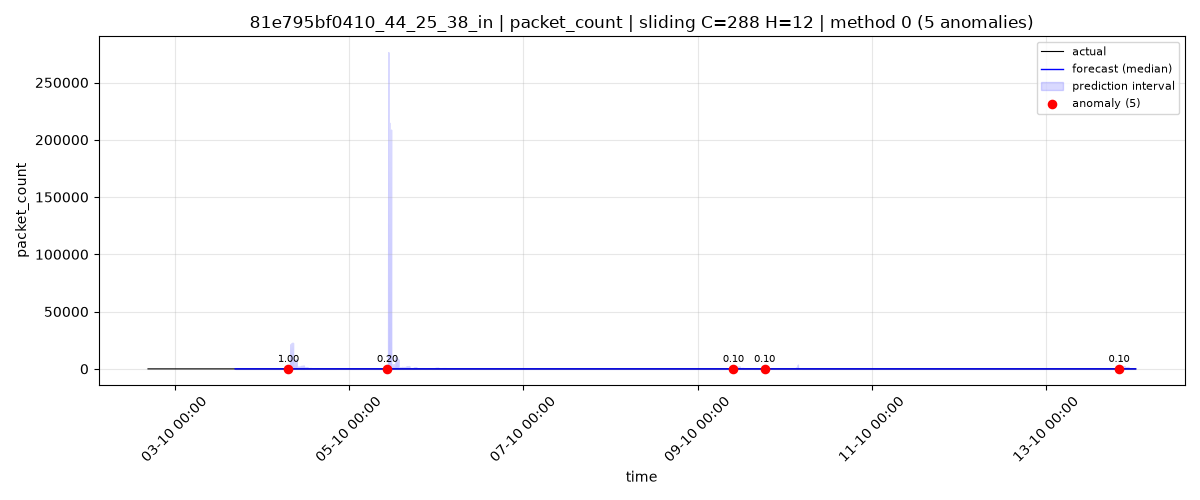 81e795bf0410_44_25_38_in | packet_count | sliding C=288 H=12 | method 0 (5 anomalies)
actual
forecast (median)
prediction interval
anomaly (5)
packet_count
250000
200000
150000
100000
50000
0
1.00
0.20
0.10
0.10
0.10
03-10 00:00
05-10 00:00
07-10 00:00
09-10 00:00
11-10 00:00
13-10 00:00
time